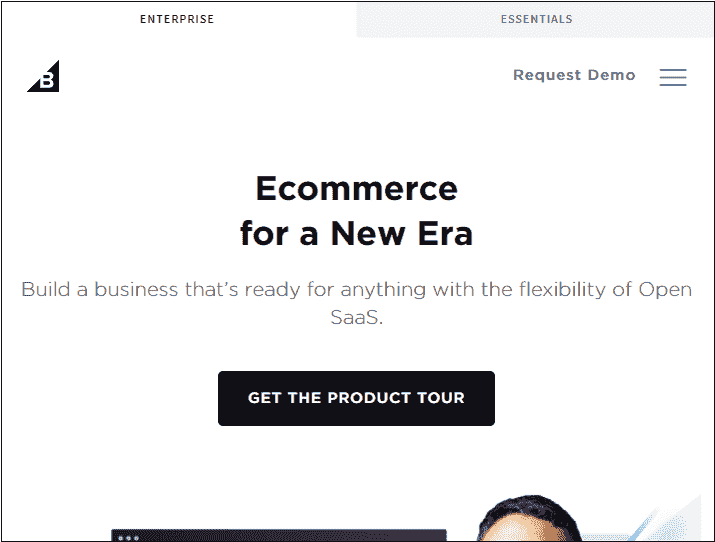 ENTERPRISE
ESSENTIALS
B
Request Demo
Ecommerce
for a New Era
Build a business that's ready for anything with the flexibility of Open
SaaS.
GET THE PRODUCT TOUR